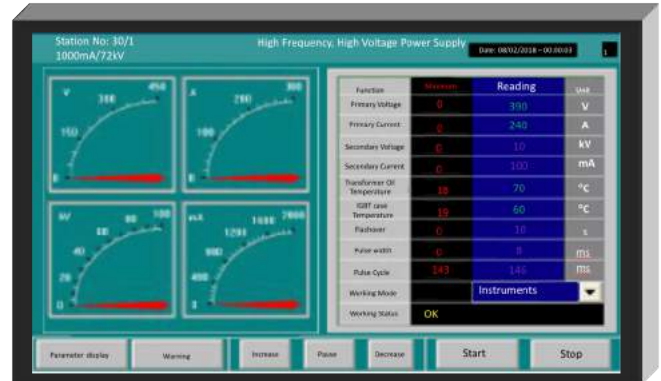 Station No: 30/1
1000mA/72kV
High Frequency, High Voltage Power Supply
Date: 08/02/2018 - 00:00:03
1
V 150 300 450
A 100 200 300
kV 0 20 40 60 80 100
mA 400 800 1200 1600 2000
Function Reading Unit
Primary Voltage 0 390 V
Primary Current 0 240 A
Secondary Voltage 0 10 kV
Secondary Current 0 100 mA
Transformer Oil
Temperature 18 70 °C
IGBT case
Temperature 19 60 °C
Flashover 0 10 s
Pulse width 0 8 ms
Pulse Cycle 143 146 ms
Working Mode Instruments
Working Status OK
Parameter display Warning Increase Pause Decrease Start Stop